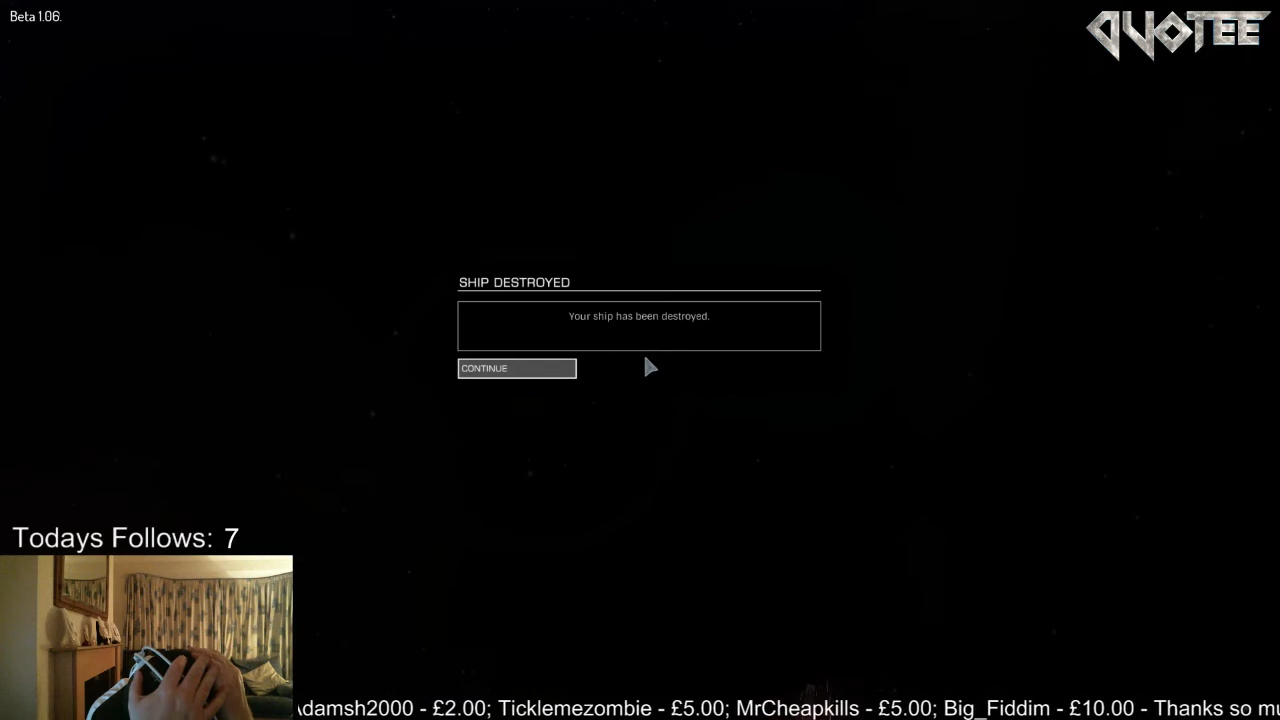 Beta 1.06.
QUOTEE
SHIP DESTROYED
Your ship has been destroyed.
CONTINUE
Todays Follows: 7
Adamsh2000 - £2.00; Ticklemezombie - £5.00; MrCheapkills - £5.00; Big_Fiddim - £10.00 - Thanks so mu